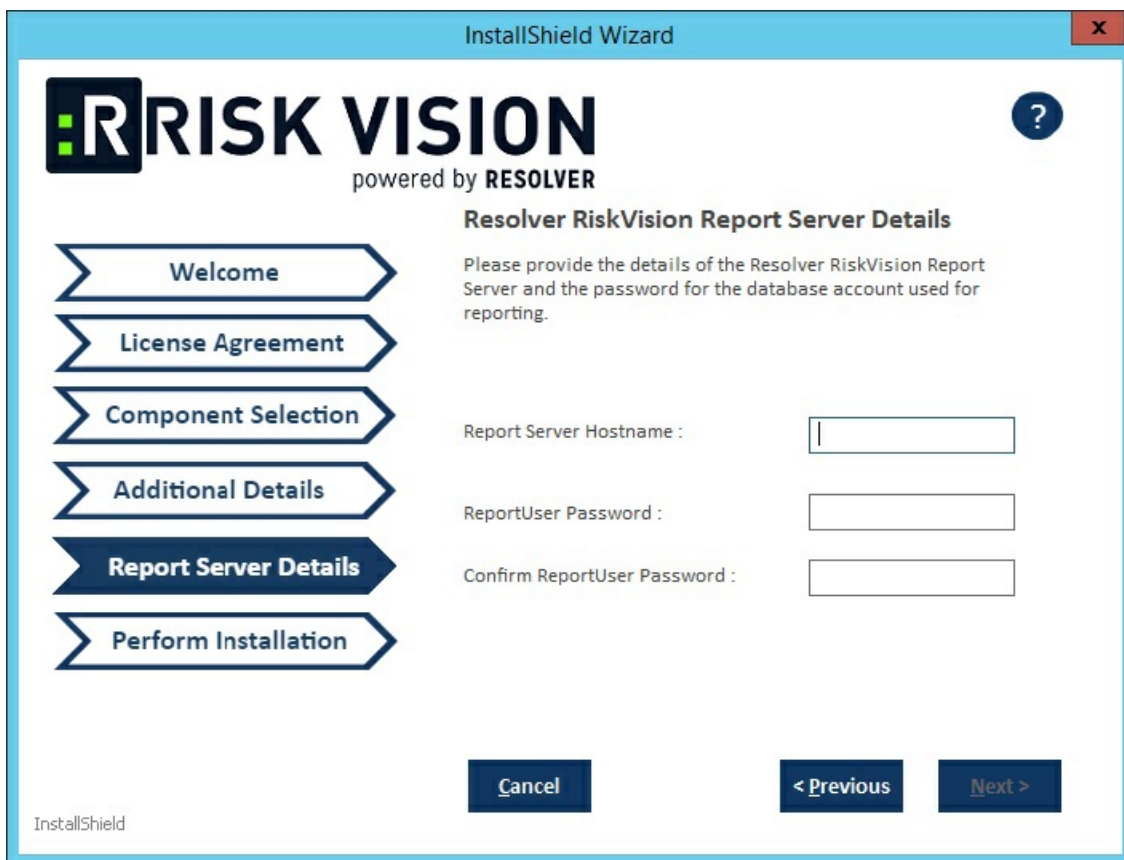 InstallShield Wizard
x
:R RISK VISION
powered by RESOLVER
?
Resolver RiskVision Report Server Details
Please provide the details of the Resolver RiskVision Report
Server and the password for the database account used for
reporting.
Welcome
License Agreement
Component Selection
Additional Details
Report Server Details
Perform Installation
Report Server Hostname :
ReportUser Password :
Confirm ReportUser Password :
Cancel
< Previous
Next >
InstallShield